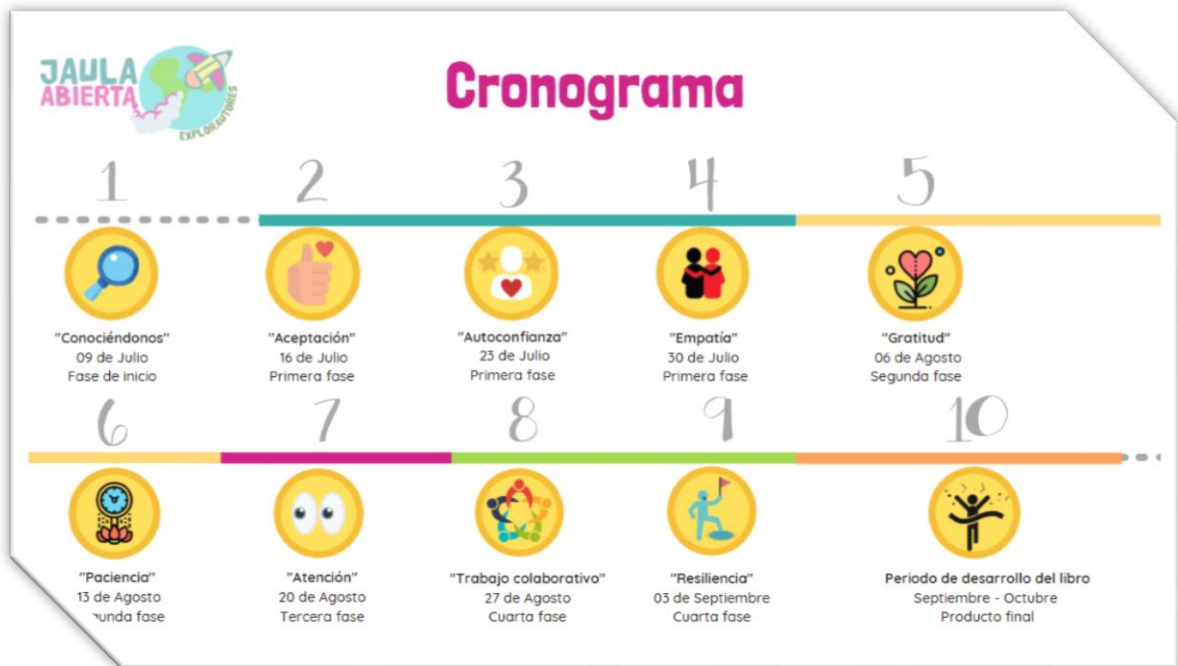 JAULA
ABIERTA
EXPLORAUTORES
Cronograma
1
2
3
4
5
"Conociéndonos"
09 de Julio
Fase de inicio
"Aceptación"
16 de Julio
Primera fase
"Autoconfianza"
23 de Julio
Primera fase
"Empatía"
30 de Julio
Primera fase
"Gratitud"
06 de Agosto
Segunda fase
6
7
8
9
10
"Paciencia"
13 de Agosto
fase
"Atención"
20 de Agosto
Tercera fase
"Trabajo colaborativo"
27 de Agosto
Cuarta fase
"Resiliencia"
03 de Septiembre
Cuarta fase
Periodo de desarrollo del libro
Septiembre - Octubre
Producto final